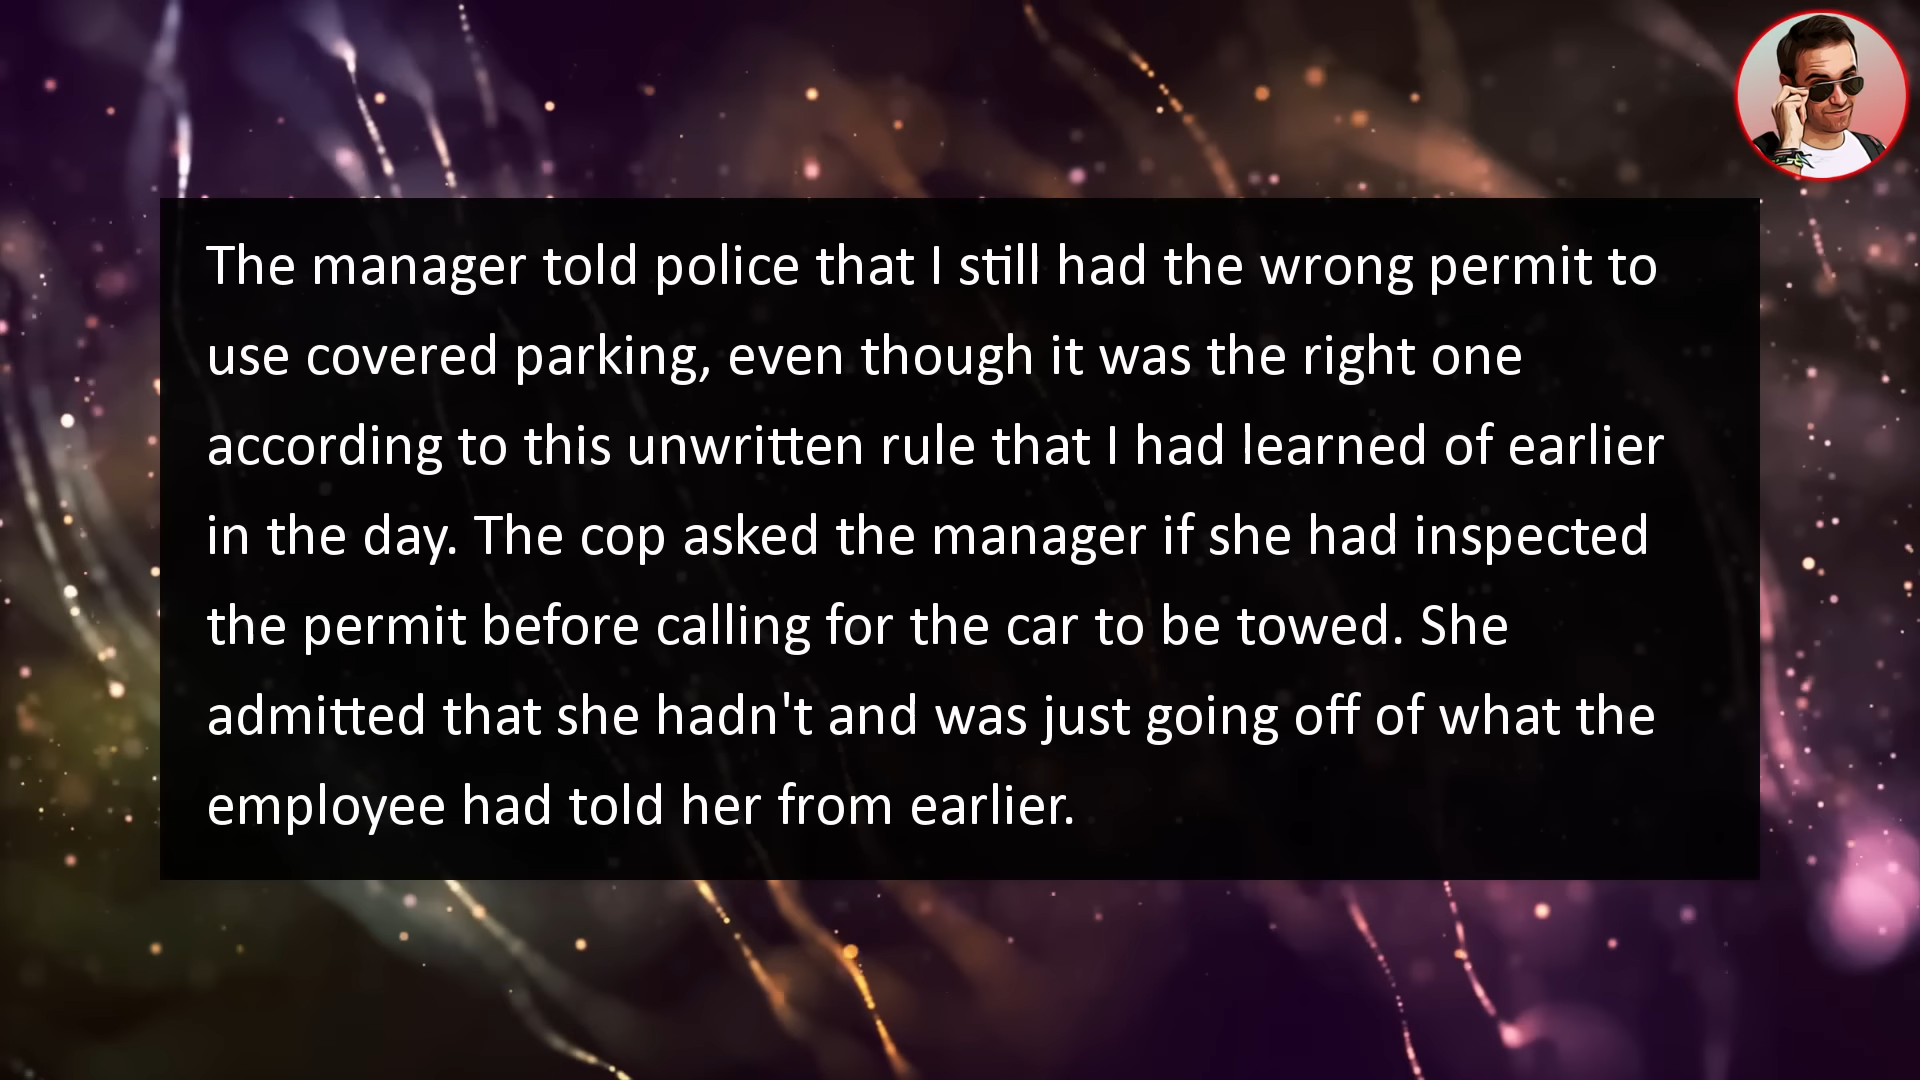 The manager told police that I still had the wrong permit to
use covered parking, even though it was the right one
according to this unwritten rule that I had learned of earlier
in the day. The cop asked the manager if she had inspected
the permit before calling for the car to be towed. She
admitted that she hadn't and was just going off of what the
employee had told her from earlier.